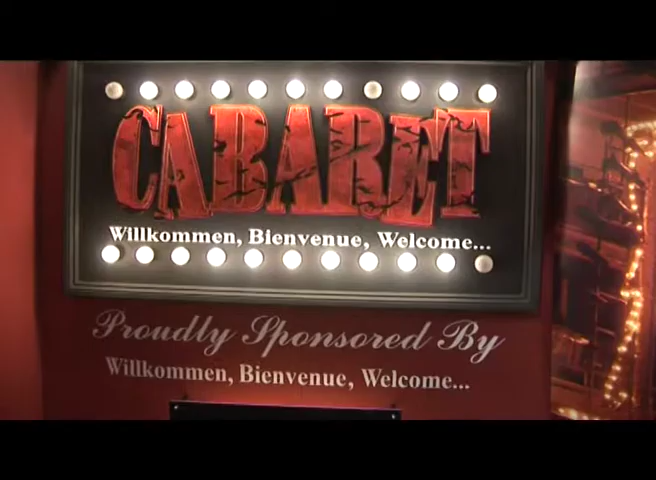 CABARET
Willkommen, Bienvenue, Welcome...
Proudly Sponsored By
Willkommen, Bienvenue, Welcome...